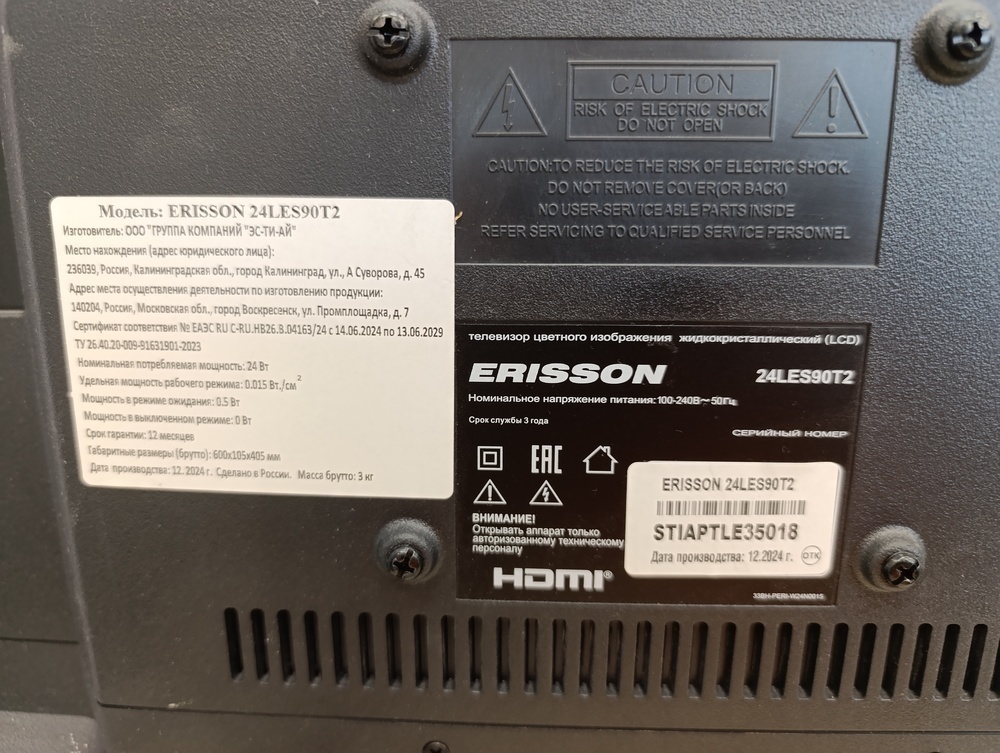 CAUTION
RISK OF ELECTRIC SHOCK
DO NOT OPEN
CAUTION:TO REDUCE THE RISK OF ELECTRIC SHOCK.
DO NOT REMOVE COVER(OR BACK)
NO USER-SERVICEABLE PARTS INSIDE
REFER SERVICING TO QUALIFIED SERVICE PERSONNEL
Модель: ERISSON 24LES90T2
Изготовитель: ООО "ГРУППА КОМПАНИЙ "ЭС-ТИ-АЙ"
Место нахождения (адрес юридического лица):
236039, Россия, Калининградская обл., город Калининград, ул., А Суворова, д. 45
Адрес места осуществления деятельности по изготовлению продукции:
140204, Россия, Московская обл., город Воскресенск, ул. Промплощадка, д. 7
Сертификат соответствия № ЕАЭС RU C-RU.HB26.B.04163/24 с 14.06.2024 по 13.06.2029
ТУ 26.40.20-009-91631901-2023
Номинальная потребляемая мощность: 24 Вт
Удельная мощность рабочего режима: 0.015 Вт./см²
Мощность в режиме ожидания: 0.5 Вт
Мощность в выключенном режиме: 0 Вт
Срок гарантии: 12 месяцев
Габаритные размеры (брутто): 600х105х405 мм
Дата производства: 12.2024 г. Сделано в России. Масса брутто: 3 кг
телевизор цветного изображения жидкокристаллический (LCD)
ERISSON 24LES90T2
Номинальное напряжение питания: 100-240В~50Гц
Срок службы 3 года
СЕРИЙНЫЙ НОМЕР
EAC
ERISSON 24LES90T2
STIAPTLE35018
Дата производства: 12.2024 г. ОТК
ВНИМАНИЕ!
Открывать аппарат только
авторизованному техническому
персоналу
HDMI®
33BH-PERI-W24N0015